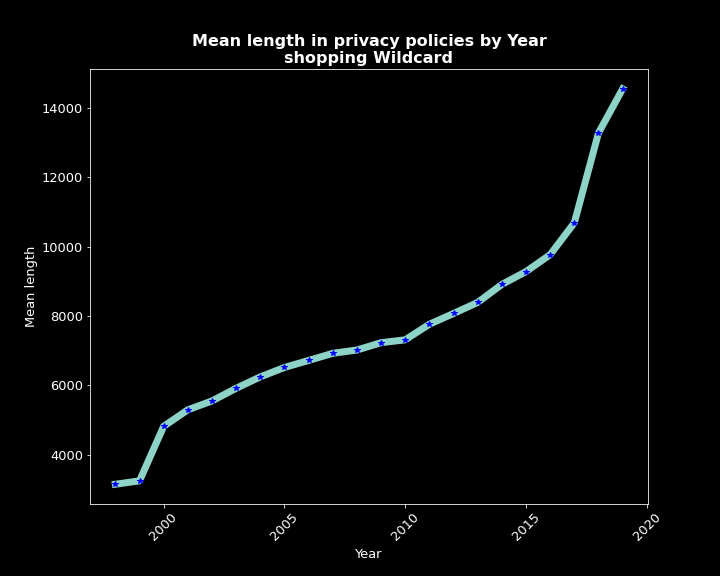 Mean length in privacy policies by Year
shopping Wildcard
14000
12000
10000
8000
6000
4000
Mean length
2000
2005
2010
2015
2020
Year